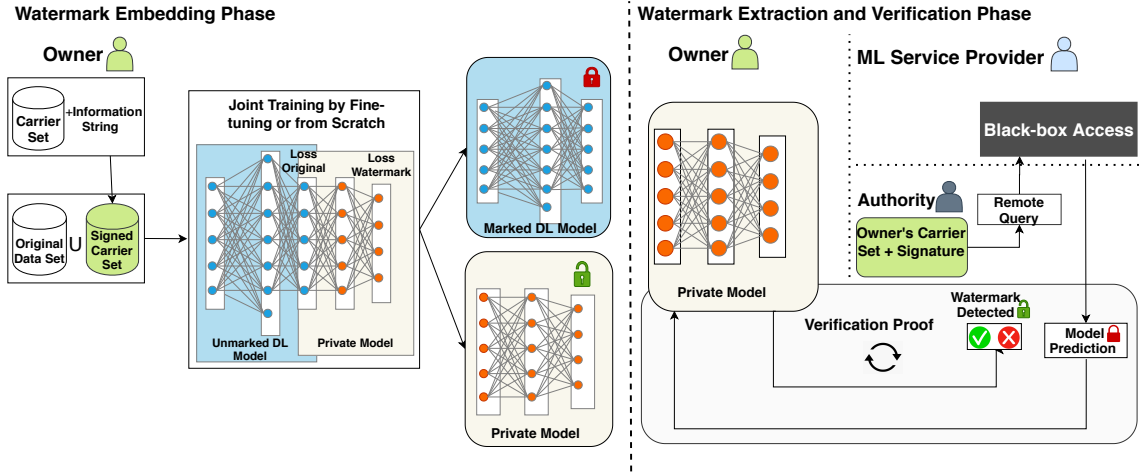 Watermark Embedding Phase
Owner
Carrier
Set
+Information
String
Original
Data Set
U
Signed
Carrier
Set
Joint Training by Fine-
tuning or from Scratch
Loss
Original
Loss
Watermark
Unmarked DL
Model
Private Model
Marked DL Model
Private Model
Watermark Extraction and Verification Phase
Owner
Private Model
ML Service Provider
Black-box Access
Authority
Owner's Carrier
Set + Signature
Remote
Query
Verification Proof
Watermark
Detected
Model
Prediction